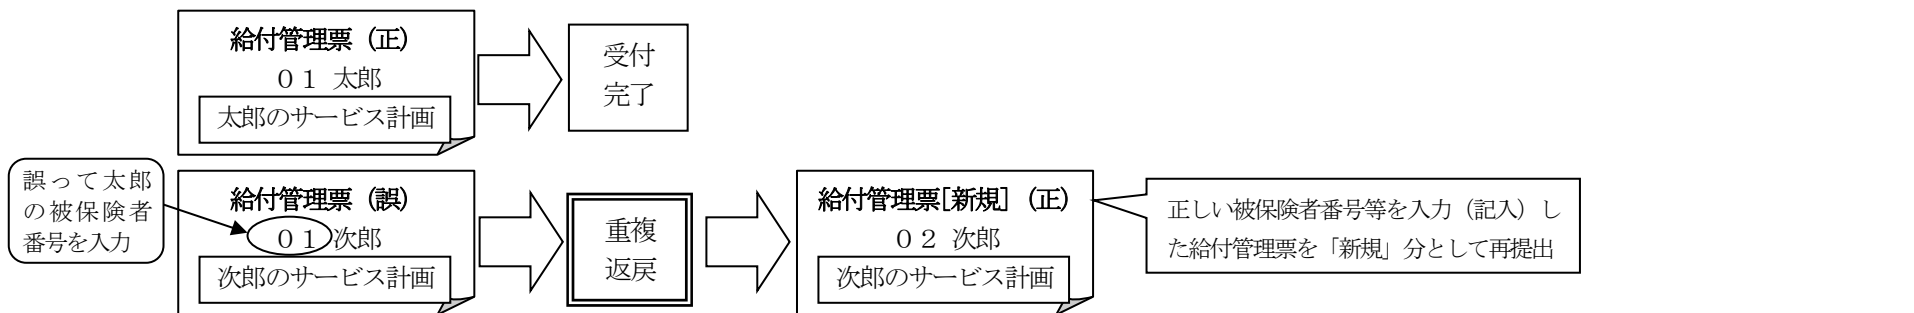 給付管理票（正）
０１ 太郎
太郎のサービス計画
受付
完了
誤って太郎
の被保険者
番号を入力
給付管理票（誤）
０１ 次郎
次郎のサービス計画
重複
返戻
給付管理票[新規]（正）
０２ 次郎
次郎のサービス計画
正しい被保険者番号等を入力（記入）し
た給付管理票を「新規」分として再提出